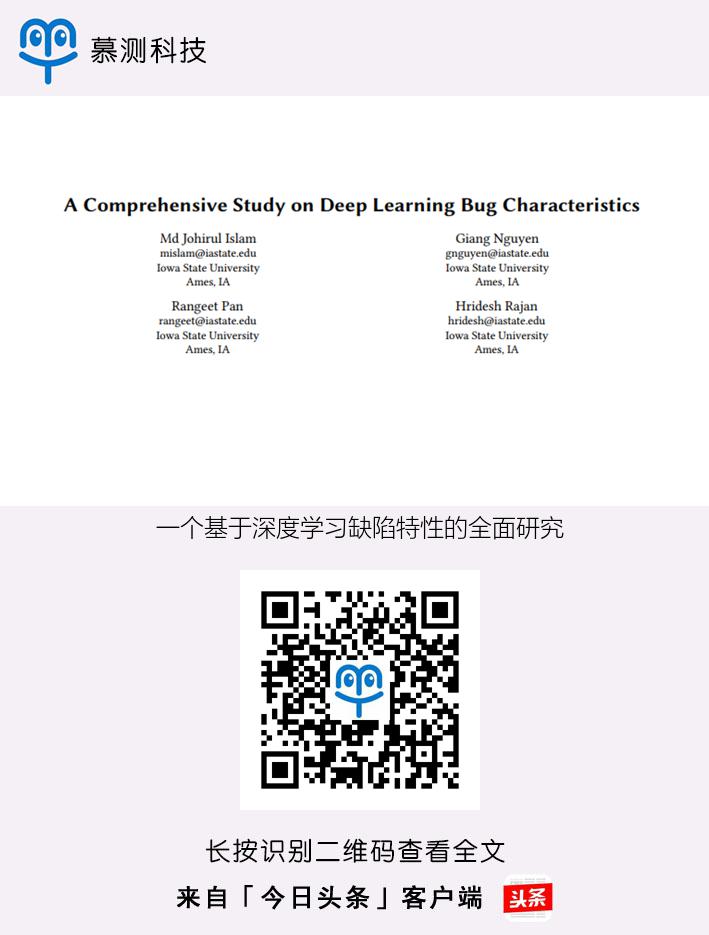 慕测科技
A Comprehensive Study on Deep Learning Bug Characteristics
Md Johirul Islam
mislam@iastate.edu
Iowa State University
Ames, IA
Giang Nguyen
gnguyen@iastate.edu
Iowa State University
Ames, IA
Rangeet Pan
rangeet@iastate.edu
Iowa State University
Ames, IA
Hridesh Rajan
hridesh@iastate.edu
Iowa State University
Ames, IA
一个基于深度学习缺陷特性的全面研究
长按识别二维码查看全文
来自「今日头条」客户端
头条